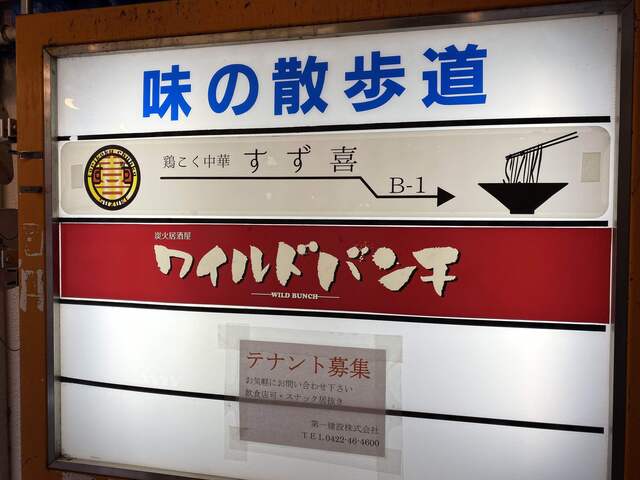 味の散歩道
鶏こく中華 すず喜
B-1
炭火居酒屋
ワイルドバンチ
WILD BUNCH
テナント募集
お気軽にお問い合わせ下さい
飲食店可・スナック居抜き
第一建設株式会社
TEL0422-46-4600